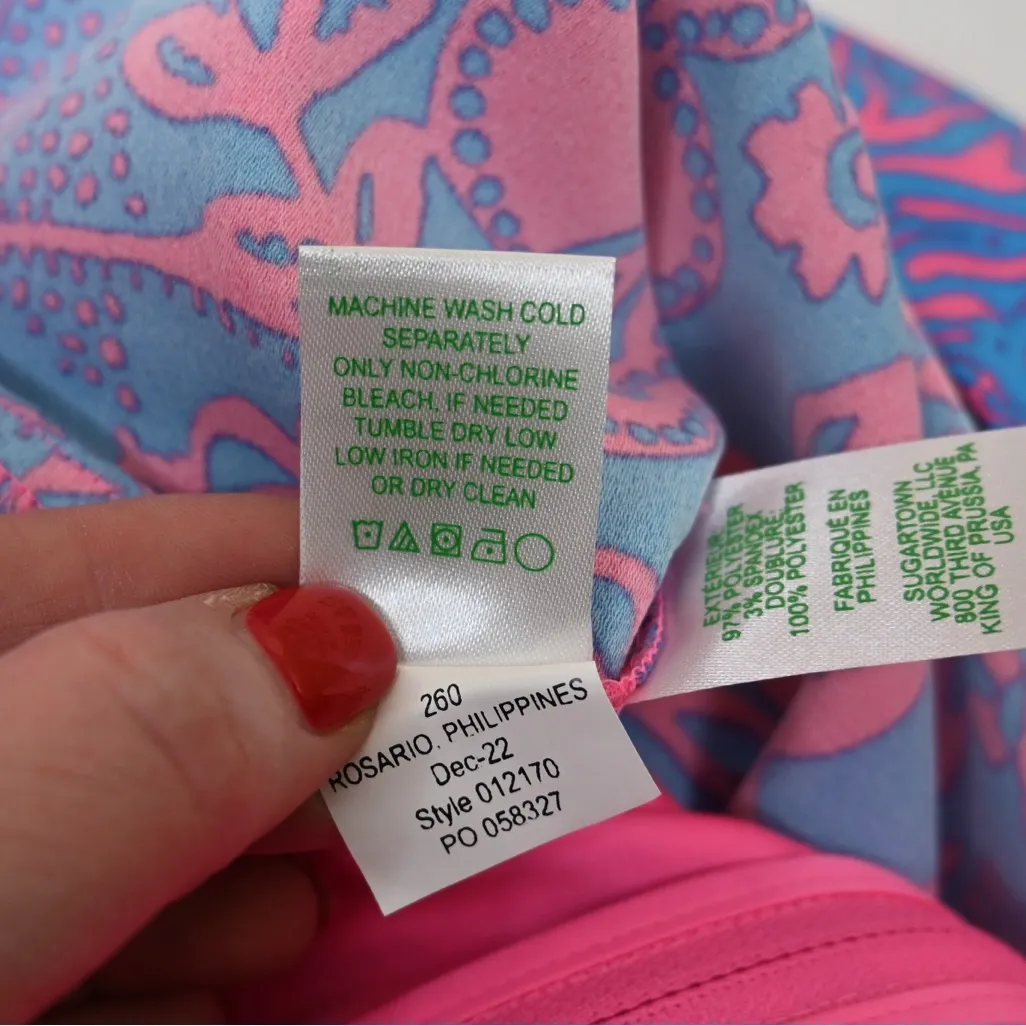 MACHINE WASH COLD
SEPARATELY
ONLY NON-CHLORINE
BLEACH, IF NEEDED
TUMBLE DRY LOW
LOW IRON IF NEEDED
OR DRY CLEAN
260
ROSARIO, PHILIPPINES
Dec-22
Style 012170
PO 058327
EXTÉRIEUR
97% POLYESTER
3% SPANDEX
DOUBLURE:
100% POLYESTER
FABRIQUÉ EN
PHILIPPINES
SUGARTOWN
WORLDWIDE, LLC
800 THIRD AVENUE
KING OF PRUSSIA, PA
USA